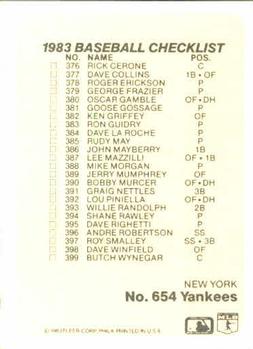 1983 BASEBALL CHECKLIST
NO. NAME POS.
376 RICK CERONE C
377 DAVE COLLINS 1B • OF
378 ROGER ERICKSON P
379 GEORGE FRAZIER P
380 OSCAR GAMBLE OF • DH
381 GOOSE GOSSAGE P
382 KEN GRIFFEY OF
383 RON GUIDRY P
384 DAVE LA ROCHE P
385 RUDY MAY P
386 JOHN MAYBERRY 1B
387 LEE MAZZILLI OF • 1B
388 MIKE MORGAN P
389 JERRY MUMPHREY OF
390 BOBBY MURCER OF • DH
391 GRAIG NETTLES 3B
392 LOU PINIELLA OF • DH
393 WILLIE RANDOLPH 2B
394 SHANE RAWLEY P
395 DAVE RIGHETTI P
396 ANDRE ROBERTSON SS
397 ROY SMALLEY SS • 3B
398 DAVE WINFIELD OF
399 BUTCH WYNEGAR C
NEW YORK
No. 654 Yankees
© FLEER CORP. PHILA. PRINTED IN U.S.A.